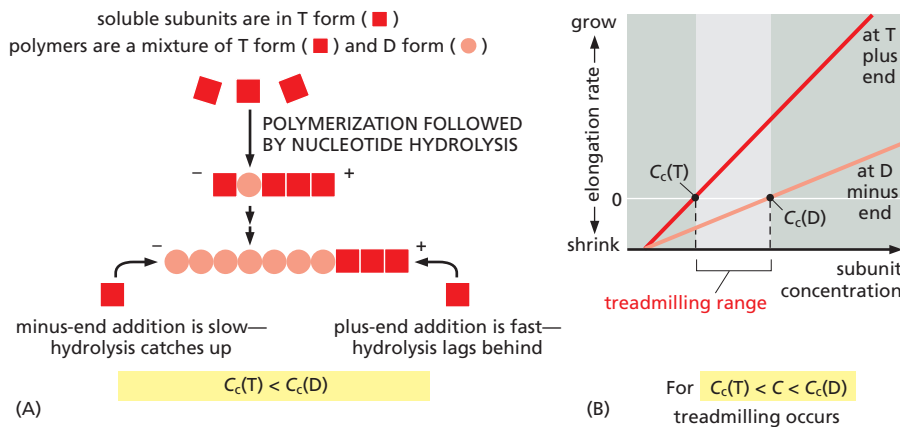 (A)
soluble subunits are in T form ( )
polymers are a mixture of T form ( ) and D form ( )
POLYMERIZATION FOLLOWED
BY NUCLEOTIDE HYDROLYSIS
– +
– +
minus-end addition is slow—
hydrolysis catches up
plus-end addition is fast—
hydrolysis lags behind
Cc(T) < Cc(D)
(B)
grow
elongation rate
0
shrink
at T
plus
end
Cc(T)
at D
minus
end
Cc(D)
subunit
concentration
treadmilling range
For Cc(T) < C < Cc(D)
treadmilling occurs